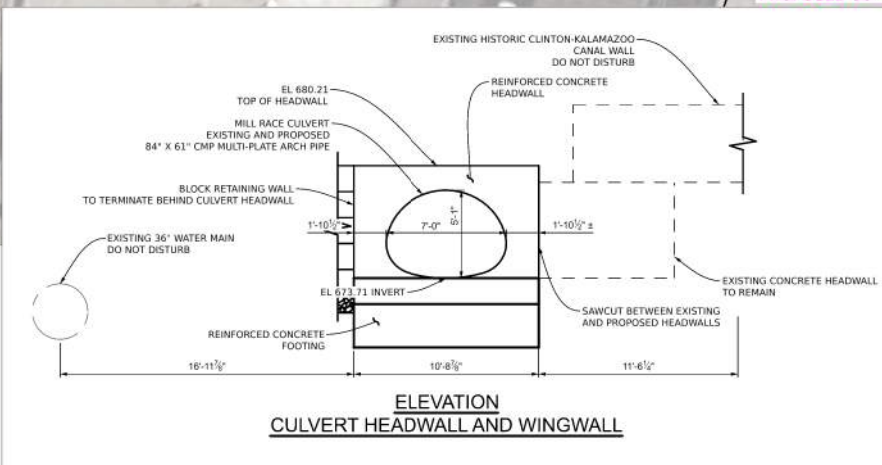 EXISTING HISTORIC CLINTON-KALAMAZOO
CANAL WALL
DO NOT DISTURB
EL 680.21
TOP OF HEADWALL
REINFORCED CONCRETE
HEADWALL
MILL RACE CULVERT
EXISTING AND PROPOSED
84" X 61" CMP MULTI-PLATE ARCH PIPE
BLOCK RETAINING WALL
TO TERMINATE BEHIND CULVERT HEADWALL
1'-10½"
7'-0"
5'-1"
1'-10½" ±
EXISTING 36" WATER MAIN
DO NOT DISTURB
EL 673.71 INVERT
EXISTING CONCRETE HEADWALL
TO REMAIN
SAWCUT BETWEEN EXISTING
AND PROPOSED HEADWALLS
REINFORCED CONCRETE
FOOTING
16'-11⅞"
10'-8⅞"
11'-6¼"
ELEVATION
CULVERT HEADWALL AND WINGWALL